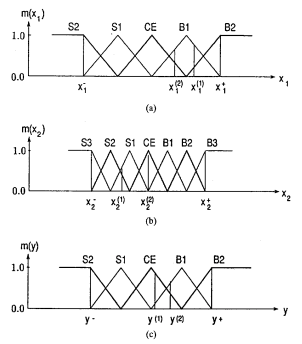 m(x₁)
S2 S1 CE B1 B2
1.0
0.0
x₁⁻ x₁⁽²⁾ x₁⁽¹⁾ x₁⁺ x₁
(a)
m(x₂)
S3 S2 S1 CE B1 B2 B3
1.0
0.0
x₂⁻ x₂⁽¹⁾ x₂⁽²⁾ x₂⁺ x₂
(b)
m(y)
S2 S1 CE B1 B2
1.0
0.0
y⁻ y⁽¹⁾ y⁽²⁾ y⁺ y
(c)